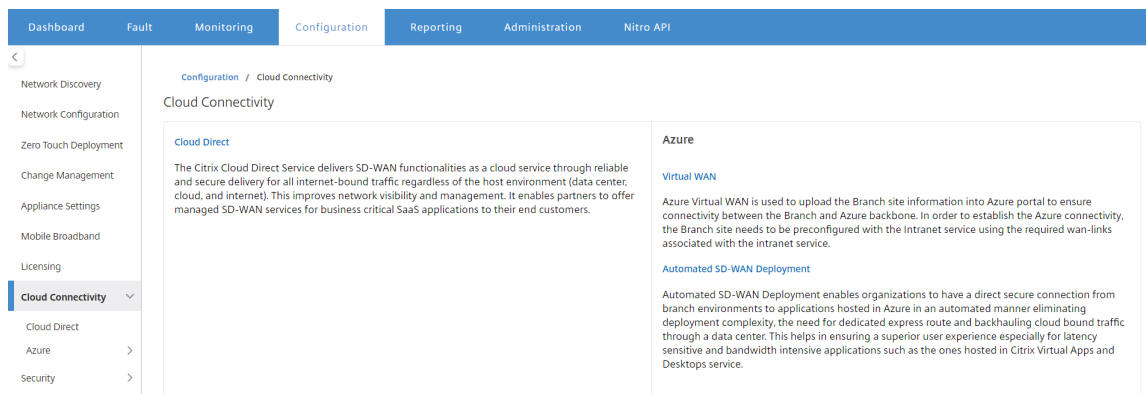 Dashboard Fault Monitoring Configuration Reporting Administration Nitro API
Network Discovery
Network Configuration
Zero Touch Deployment
Change Management
Appliance Settings
Mobile Broadband
Licensing
Cloud Connectivity
Cloud Direct
Azure
Security
Configuration / Cloud Connectivity
Cloud Connectivity
Cloud Direct
The Citrix Cloud Direct Service delivers SD-WAN functionalities as a cloud service through reliable
and secure delivery for all internet-bound traffic regardless of the host environment (data center,
cloud, and internet). This improves network visibility and management. It enables partners to offer
managed SD-WAN services for business critical SaaS applications to their end customers.
Azure
Virtual WAN
Azure Virtual WAN is used to upload the Branch site information into Azure portal to ensure
connectivity between the Branch and Azure backbone. In order to establish the Azure connectivity,
the Branch site needs to be preconfigured with the Intranet service using the required wan-links
associated with the intranet service.
Automated SD-WAN Deployment
Automated SD-WAN Deployment enables organizations to have a direct secure connection from
branch environments to applications hosted in Azure in an automated manner eliminating
deployment complexity, the need for dedicated express route and backhauling cloud bound traffic
through a data center. This helps in ensuring a superior user experience especially for latency
sensitive and bandwidth intensive applications such as the ones hosted in Citrix Virtual Apps and
Desktops service.